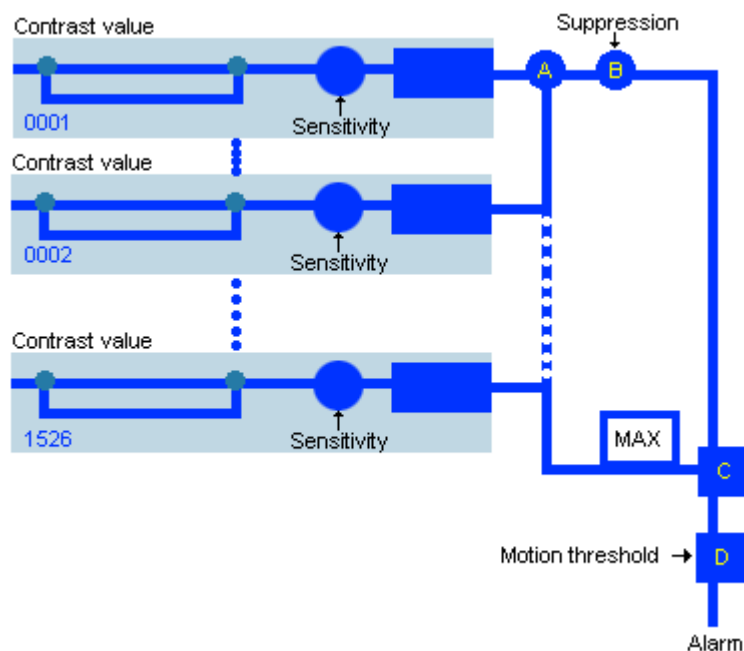 Contrast value
Suppression
A
B
0001
Sensitivity
Contrast value
0002
Sensitivity
Contrast value
1526
Sensitivity
MAX
C
Motion threshold
D
Alarm